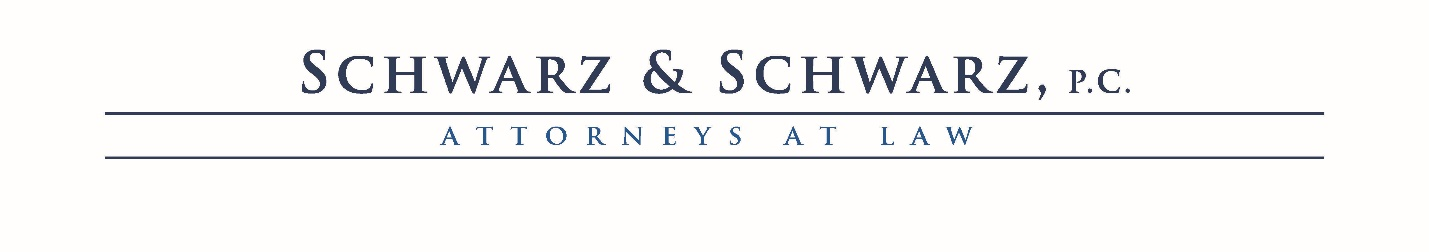 SCHWARZ & SCHWARZ, P.C.
ATTORNEYS AT LAW